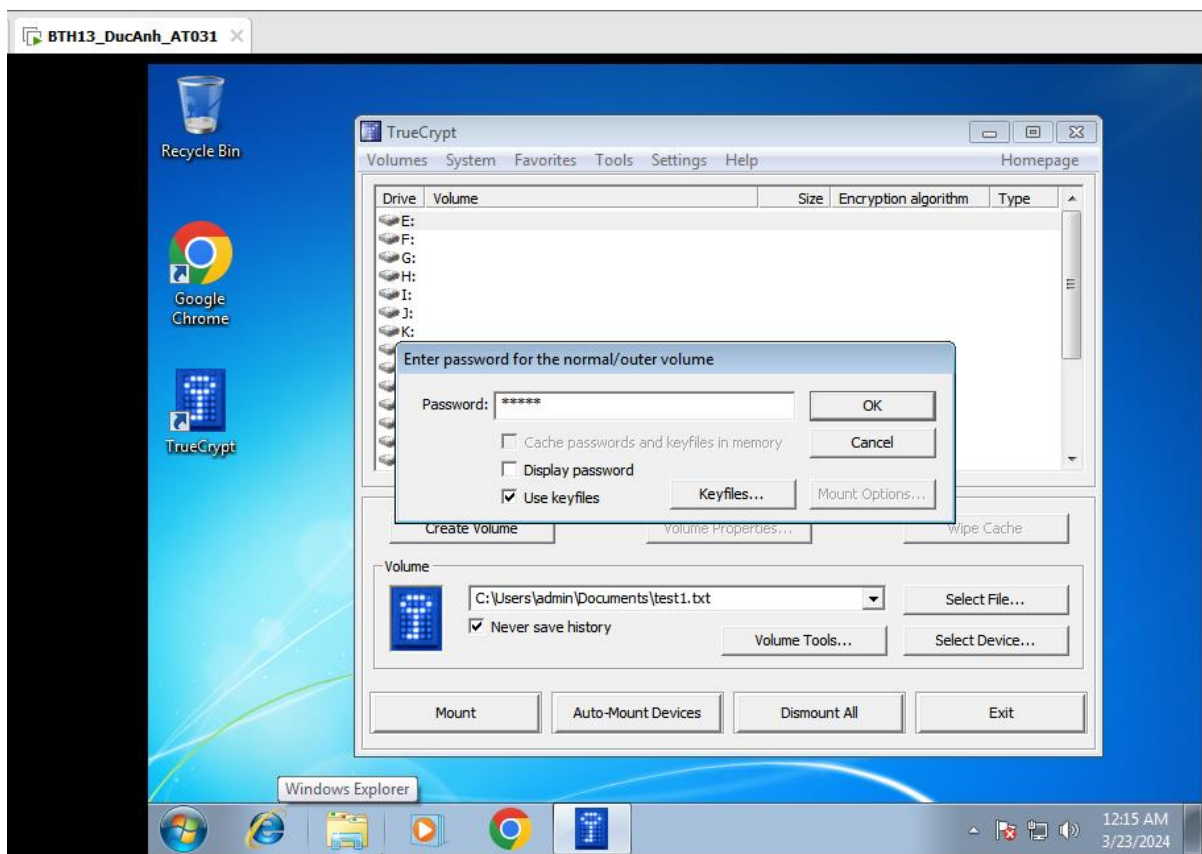 BTH13_DucAnh_AT031
Recycle Bin
Google
Chrome
TrueCrypt
TrueCrypt
Volumes System Favorites Tools Settings Help Homepage
Drive Volume Size Encryption algorithm Type
E:
F:
G:
H:
I:
J:
K:
Enter password for the normal/outer volume
Password: ***** OK
Cache passwords and keyfiles in memory Cancel
Display password
Use keyfiles Keyfiles... Mount Options...
Create Volume Volume Properties... Wipe Cache
Volume
C:\Users\admin\Documents\test1.txt Select File...
Never save history
Volume Tools... Select Device...
Mount Auto-Mount Devices Dismount All Exit
Windows Explorer
12:15 AM
3/23/2024